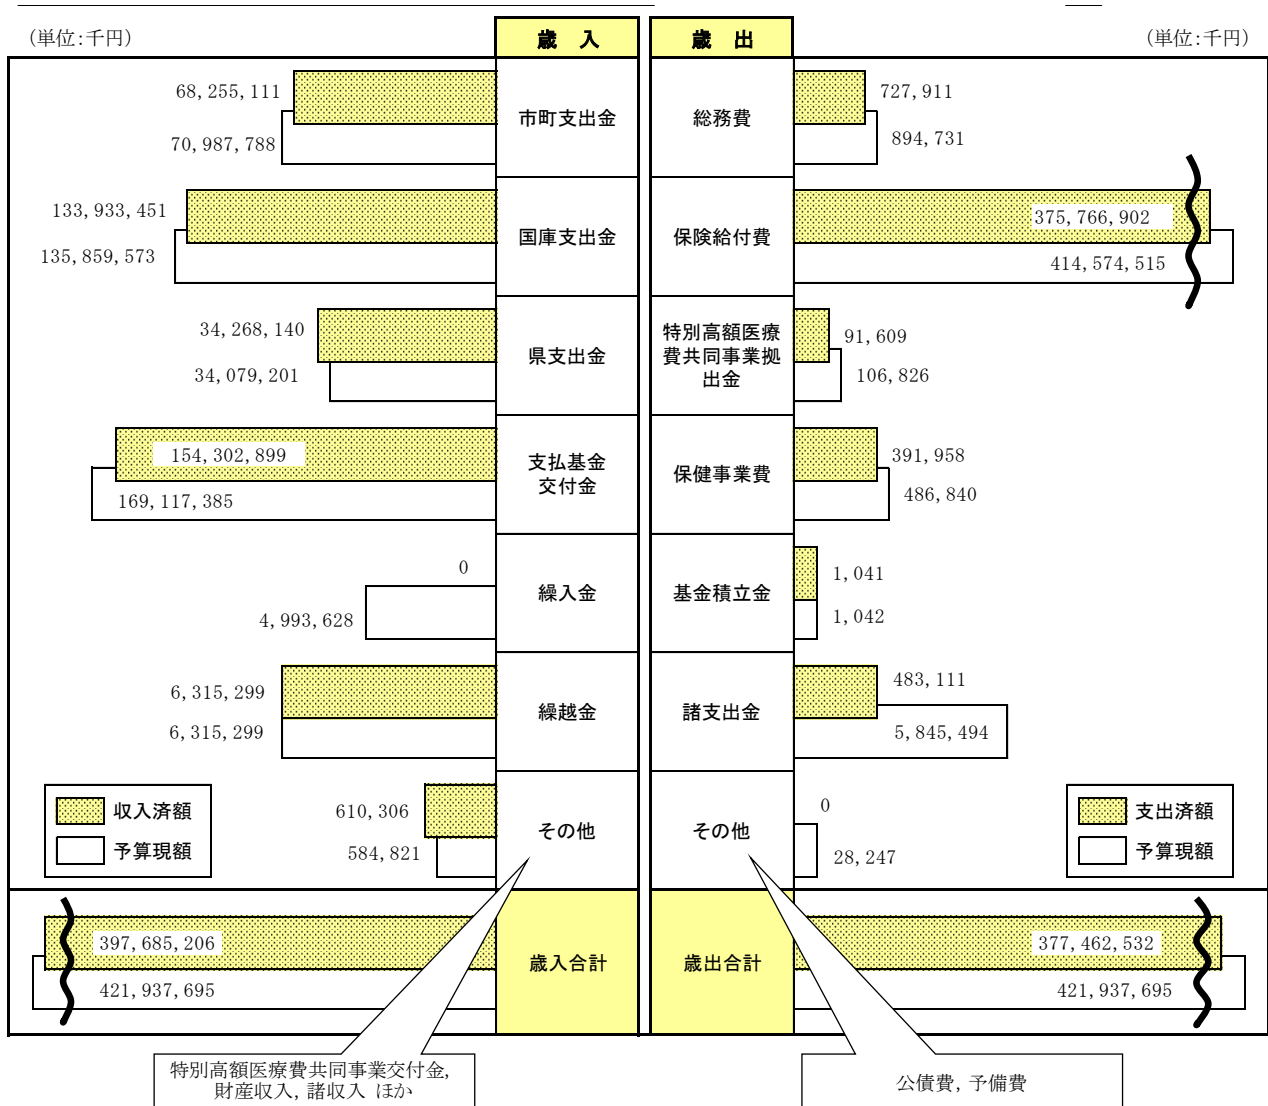 (単位:千円)
歳 入
歳 出
(単位:千円)
68,255,111
70,987,788
市町支出金
総務費
727,911
894,731
133,933,451
135,859,573
国庫支出金
保険給付費
375,766,902
414,574,515
34,268,140
34,079,201
県支出金
特別高額医療
費共同事業拠
出金
91,609
106,826
154,302,899
169,117,385
支払基金
交付金
保健事業費
391,958
486,840
0
4,993,628
繰入金
基金積立金
1,041
1,042
6,315,299
6,315,299
繰越金
諸支出金
483,111
5,845,494
収入済額
予算現額
610,306
584,821
その他
その他
0
28,247
支出済額
予算現額
397,685,206
421,937,695
歳入合計
歳出合計
377,462,532
421,937,695
特別高額医療費共同事業交付金,
財産収入, 諸収入 ほか
公債費, 予備費